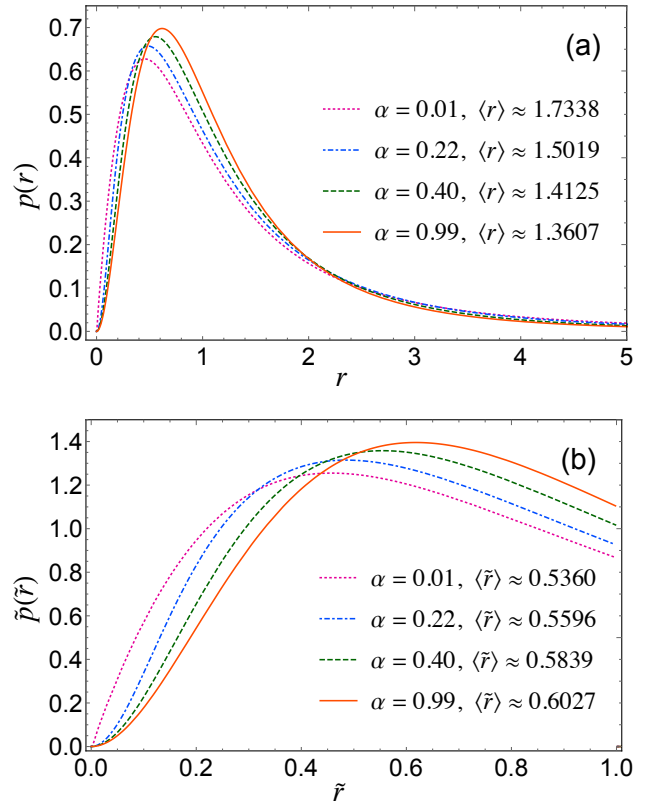 0.7
(a)
0.6
0.5
α = 0.01, ⟨r⟩ ≈ 1.7338
0.4
α = 0.22, ⟨r⟩ ≈ 1.5019
p(r)
0.3
α = 0.40, ⟨r⟩ ≈ 1.4125
0.2
α = 0.99, ⟨r⟩ ≈ 1.3607
0.1
0.0
0 1 2 3 4 5
r
1.4
(b)
1.2
1.0
0.8
p̃(r̃)
0.6
α = 0.01, ⟨r̃⟩ ≈ 0.5360
α = 0.22, ⟨r̃⟩ ≈ 0.5596
0.4
α = 0.40, ⟨r̃⟩ ≈ 0.5839
0.2
α = 0.99, ⟨r̃⟩ ≈ 0.6027
0.0
0.0 0.2 0.4 0.6 0.8 1.0
r̃